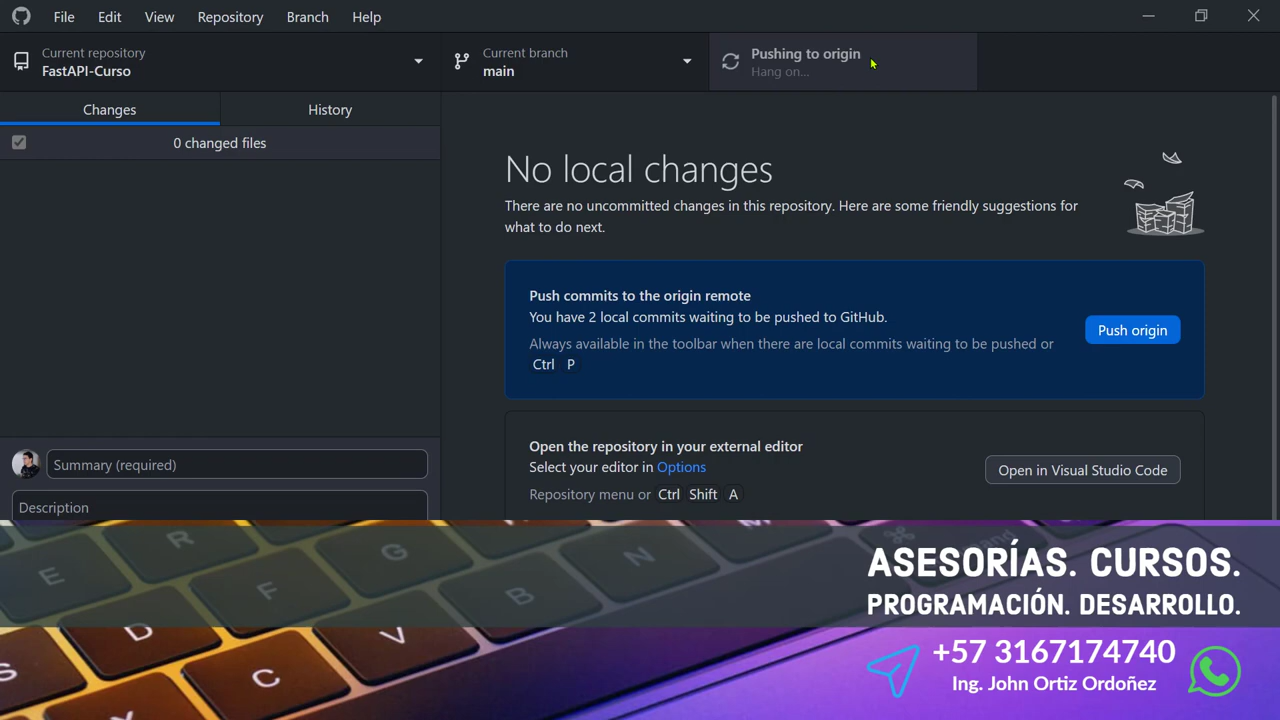 File Edit View Repository Branch Help
Current repository
FastAPI-Curso
Current branch
main
Pushing to origin
Hang on...
Changes
History
0 changed files
No local changes
There are no uncommitted changes in this repository. Here are some friendly suggestions for
what to do next.
Push commits to the origin remote
You have 2 local commits waiting to be pushed to GitHub.
Always available in the toolbar when there are local commits waiting to be pushed or
Ctrl P
Push origin
Open the repository in your external editor
Select your editor in Options
Repository menu or Ctrl Shift A
Open in Visual Studio Code
Summary (required)
Description
E R F G D V C B N
ASESORÍAS. CURSOS.
PROGRAMACIÓN. DESARROLLO.
+57 3167174740
Ing. John Ortiz Ordoñez